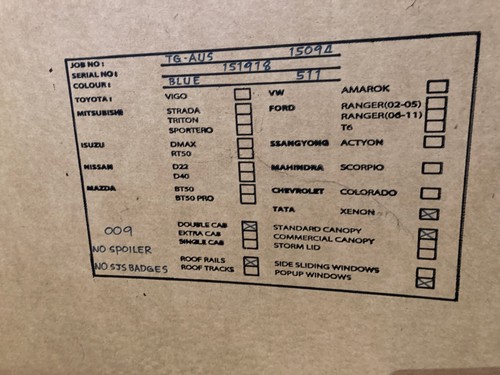 JOB NO: TG-AUS 15094
SERIAL NO: 151918
COLOUR: BLUE 511
TOYOTA: VIGO
MITSUBISHI STRADA
TRITON
SPORTERO
ISUZU DMAX
RT50
NISSAN D22
D40
MAZDA BT50
BT50 PRO
VW AMAROK
FORD RANGER(02-05)
RANGER(06-11)
T6
SSANGYONG ACTYON
MAHINDRA SCORPIO
CHEVROLET COLORADO
TATA XENON
009
NO SPOILER
NO SJS BADGES
DOUBLE CAB
EXTRA CAB
SINGLE CAB
ROOF RAILS
ROOF TRACKS
STANDARD CANOPY
COMMERCIAL CANOPY
STORM LID
SIDE SLIDING WINDOWS
POPUP WINDOWS